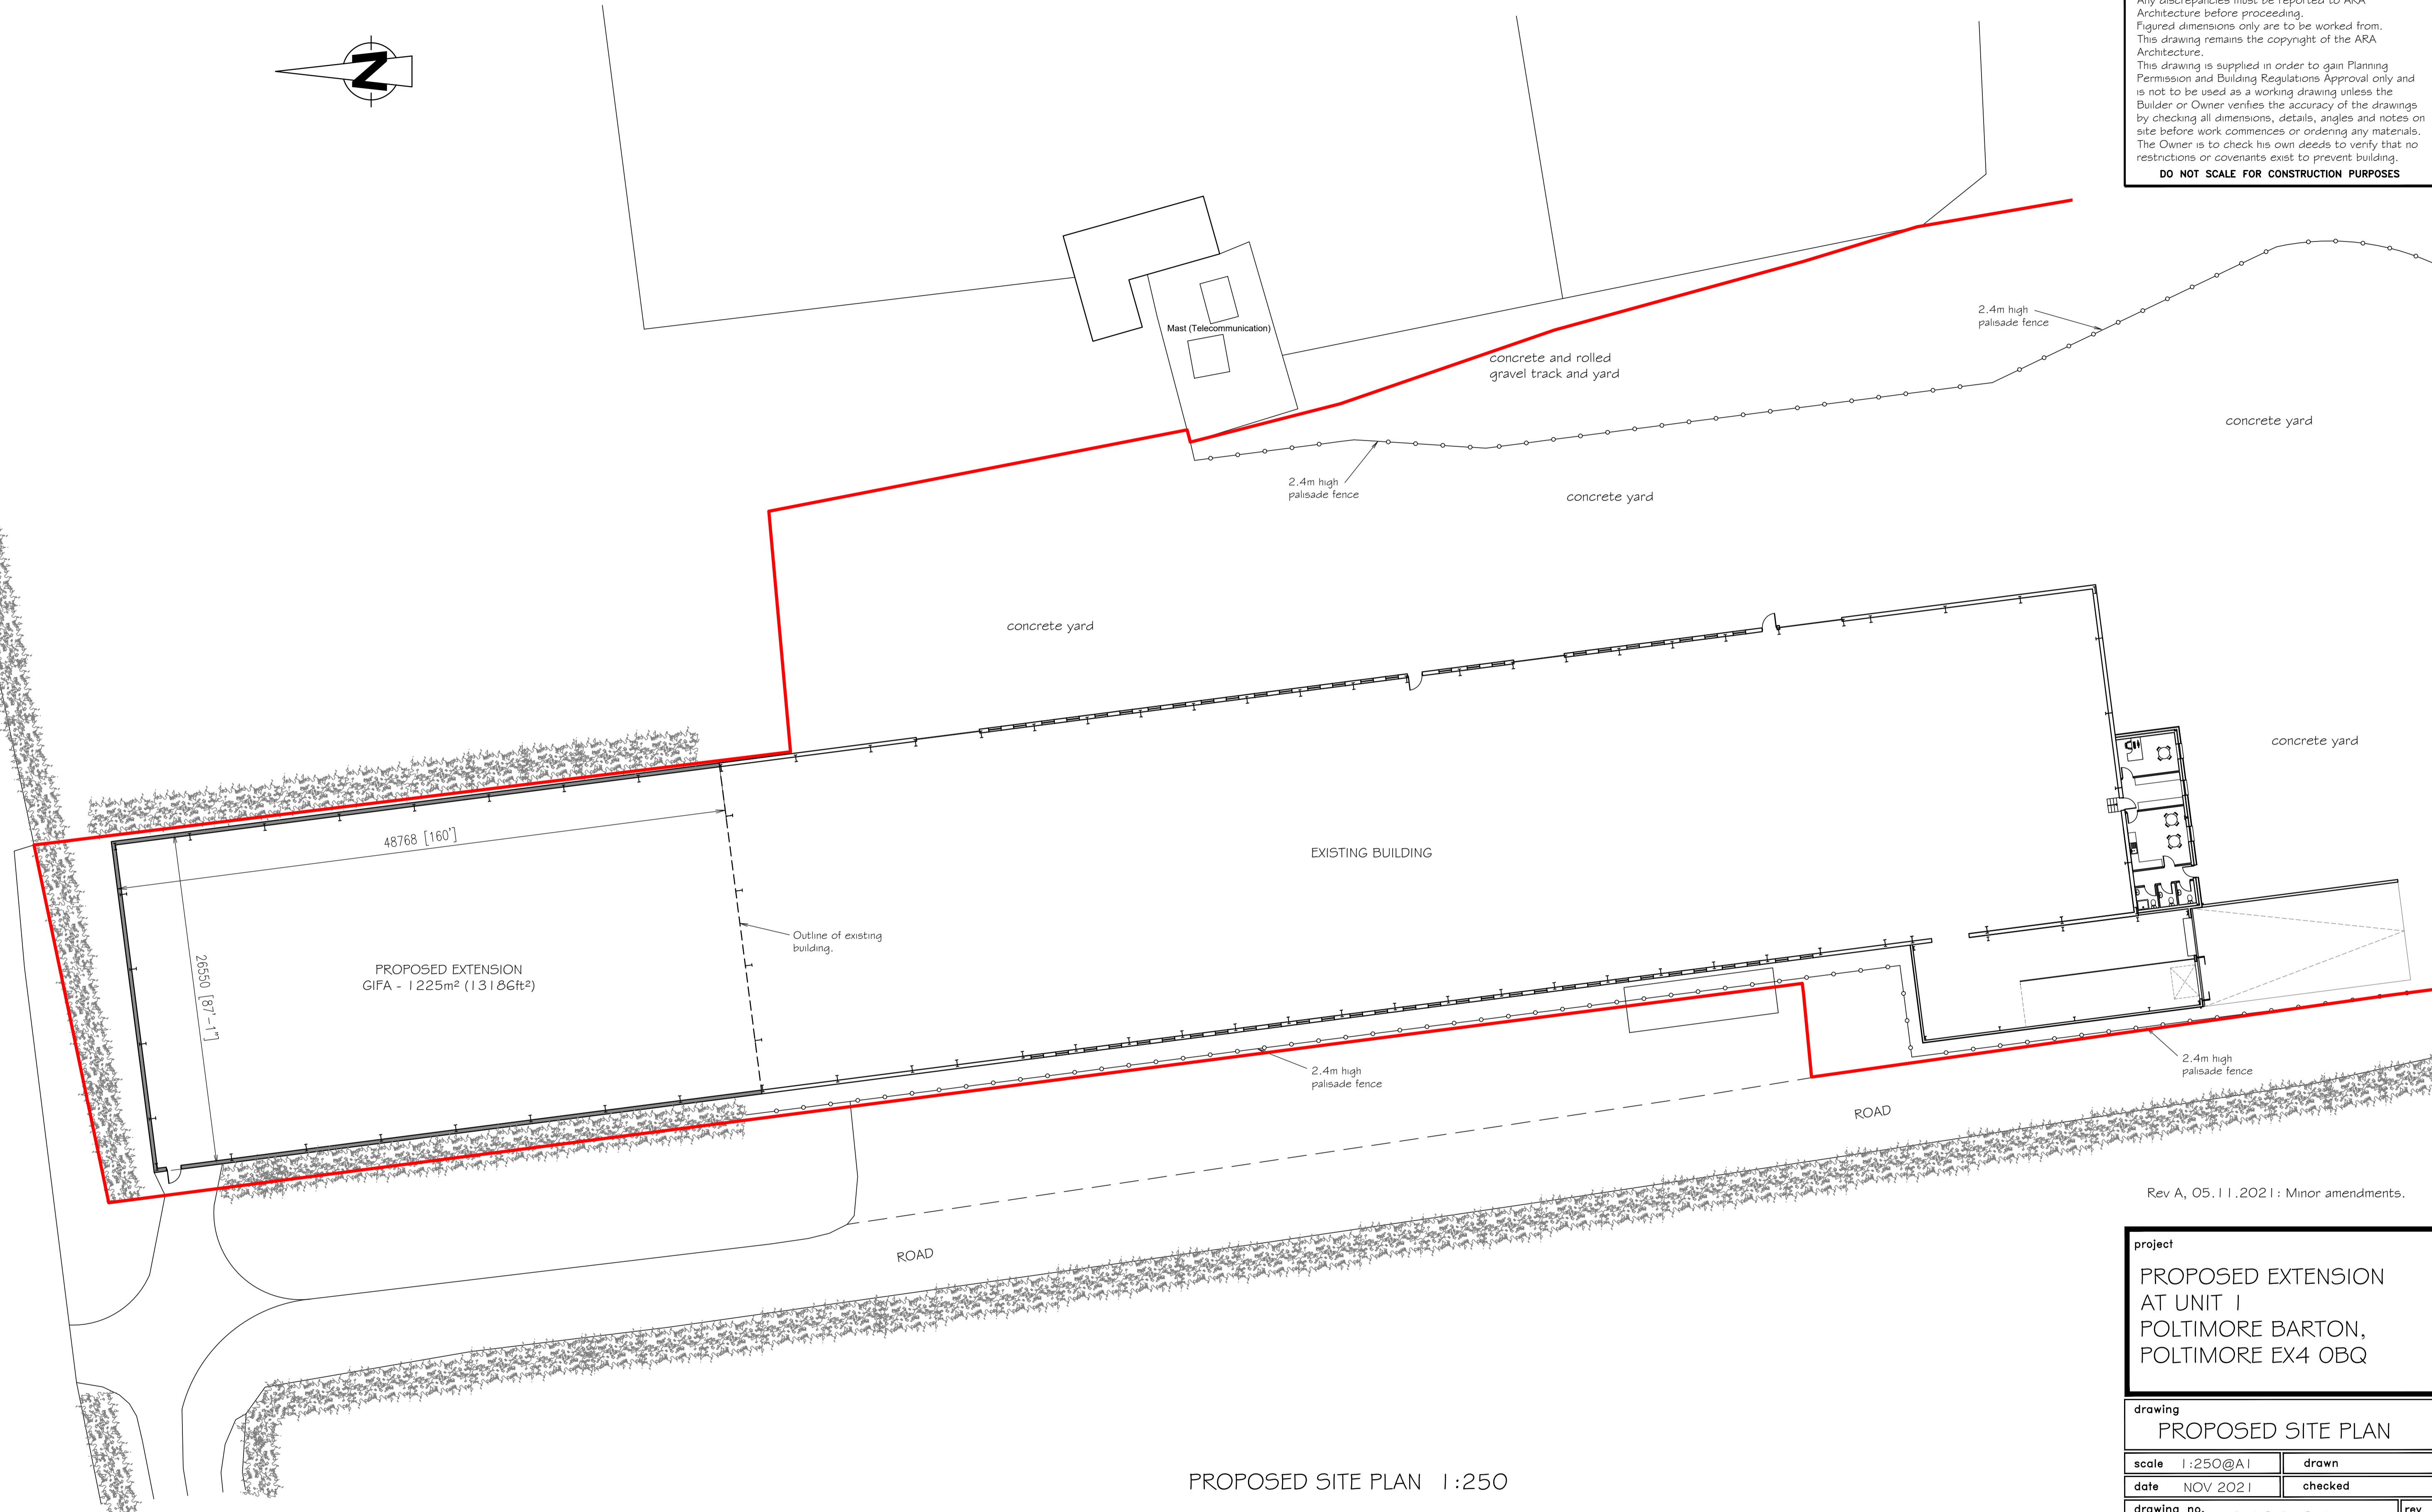 Architecture before proceeding.
Figured dimensions only are to be worked from.
This drawing remains the copyright of the ARA
Architecture.
This drawing is supplied in order to gain Planning
Permission and Building Regulations Approval only and
is not to be used as a working drawing unless the
Builder or Owner verifies the accuracy of the drawings
by checking all dimensions, details, angles and notes on
site before work commences or ordering any materials.
The Owner is to check his own deeds to verify that no
restrictions or covenants exist to prevent building.
DO NOT SCALE FOR CONSTRUCTION PURPOSES
N
Mast (Telecommunication)
2.4m high
palisade fence
concrete and rolled
gravel track and yard
concrete yard
2.4m high
palisade fence
concrete yard
concrete yard
concrete yard
48768 [160']
EXISTING BUILDING
Outline of existing
building.
26550 [87'-1"]
PROPOSED EXTENSION
GIFA - 1225m² (13186ft²)
2.4m high
palisade fence
2.4m high
palisade fence
ROAD
ROAD
Rev A, 05.11.2021: Minor amendments.
project
PROPOSED EXTENSION
AT UNIT 1
POLTIMORE BARTON,
POLTIMORE EX4 0BQ
drawing
PROPOSED SITE PLAN
scale 1:250@A1
drawn
date NOV 2021
checked
drawing no.
rev
PROPOSED SITE PLAN 1:250